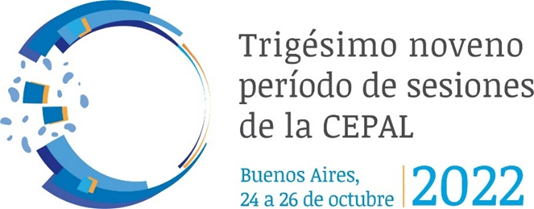 Trigésimo noveno
período de sesiones
de la CEPAL
Buenos Aires,
24 a 26 de octubre
2022